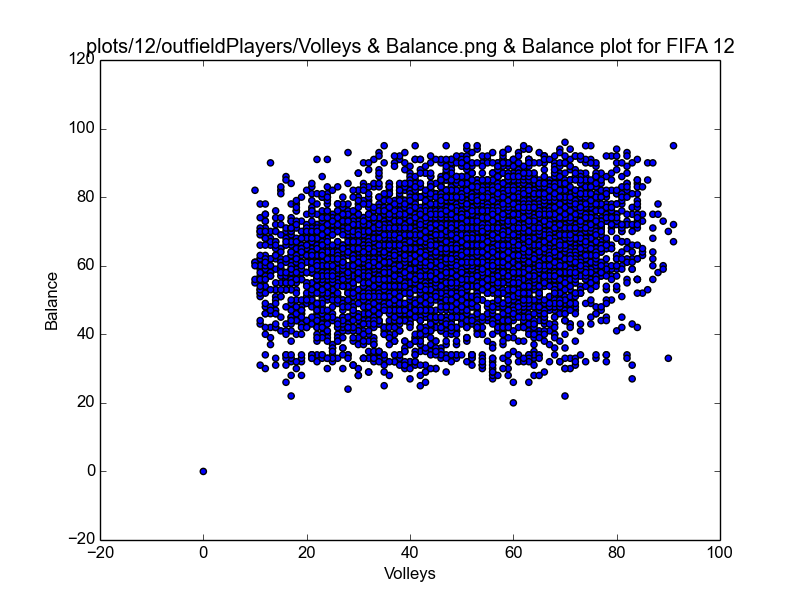 plots/12/outfieldPlayers/Volleys & Balance.png & Balance plot for FIFA 12
120
100
80
60
40
20
0
−20
Balance
−20 0 20 40 60 80 100
Volleys